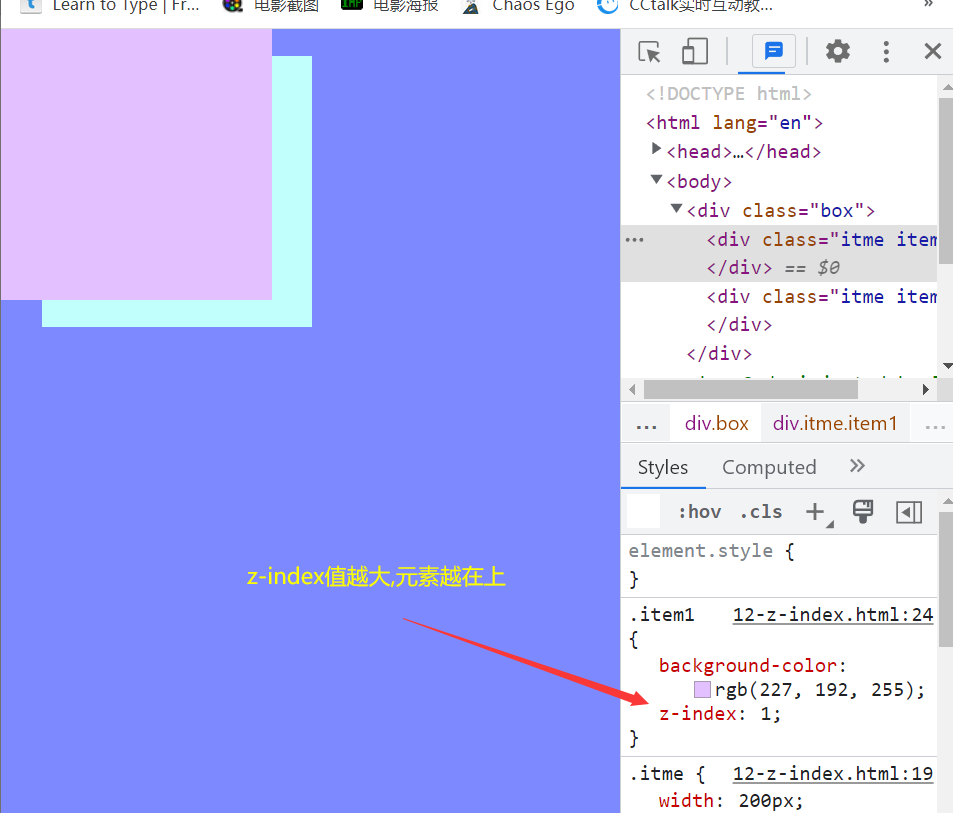 Learn to Type | Fr... 电影截图 电影海报 Chaos Ego CCtalk实时互动教... »
<!DOCTYPE html>
<html lang="en">
<head>…</head>
<body>
<div class="box">
<div class="itme item
</div> == $0
<div class="itme item
</div>
</div>
... div.box div.itme.item1 ...
Styles Computed »
:hov .cls +
element.style {
}
.item1 12-z-index.html:24
{
background-color:
rgb(227, 192, 255);
z-index: 1;
}
.itme { 12-z-index.html:19
width: 200px;
z-index值越大,元素越在上